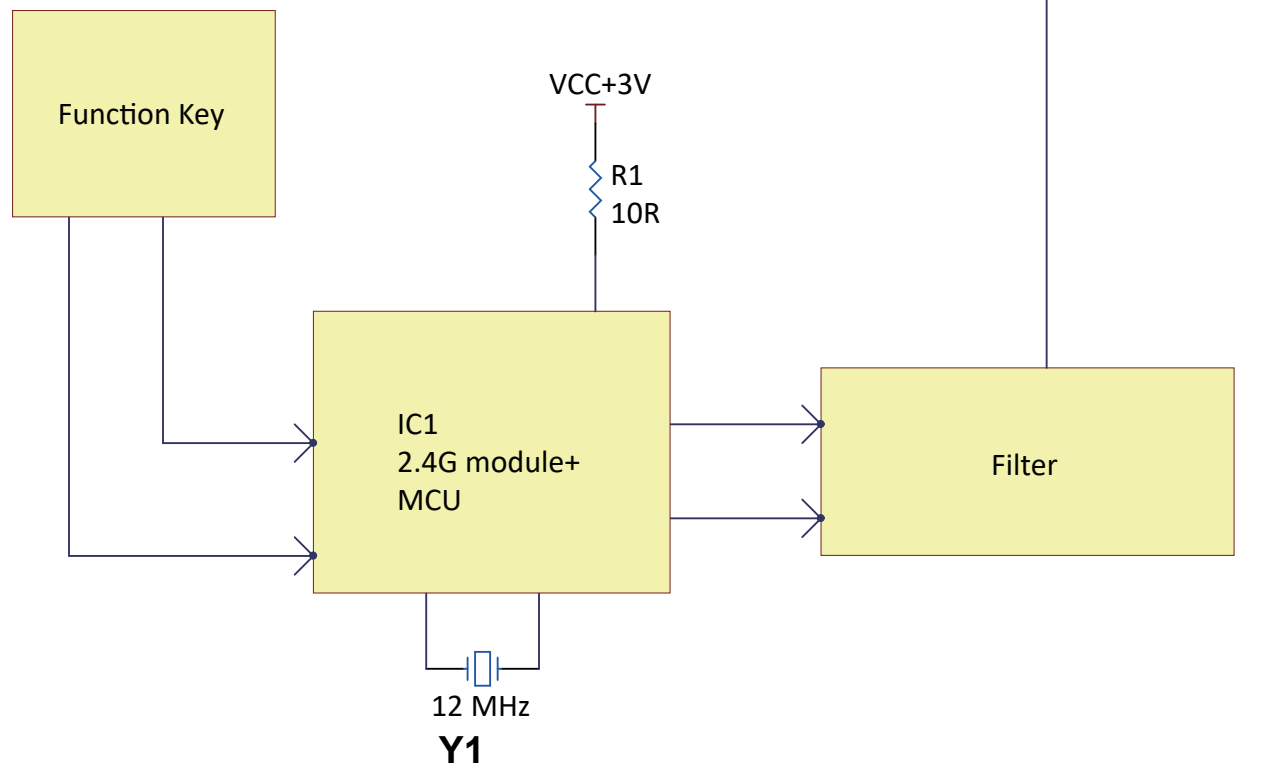 Function Key
VCC+3V
R1
10R
IC1
2.4G module+
MCU
Filter
12 MHz
Y1